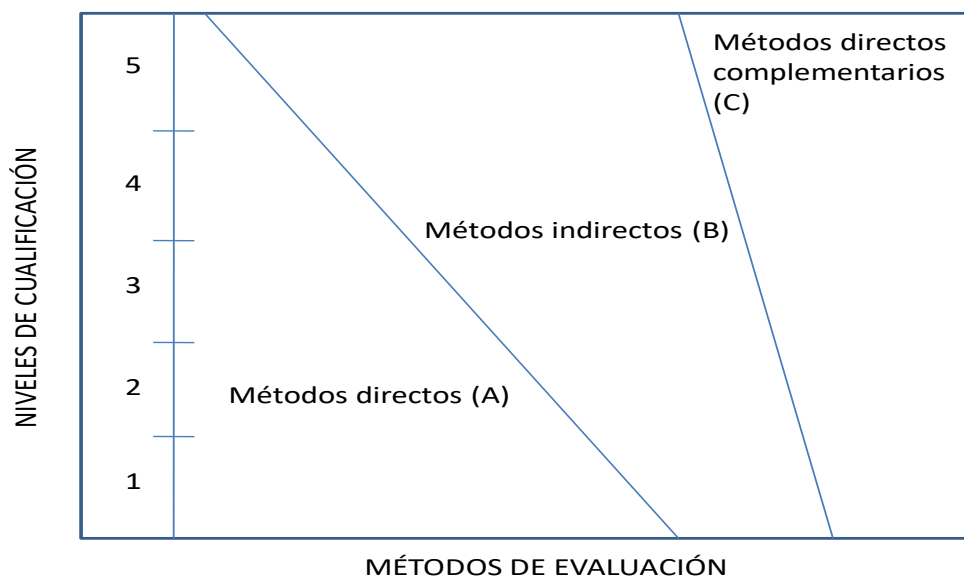 NIVELES DE CUALIFICACIÓN
5
4
3
2
1
Métodos directos
complementarios
(C)
Métodos indirectos (B)
Métodos directos (A)
MÉTODOS DE EVALUACIÓN